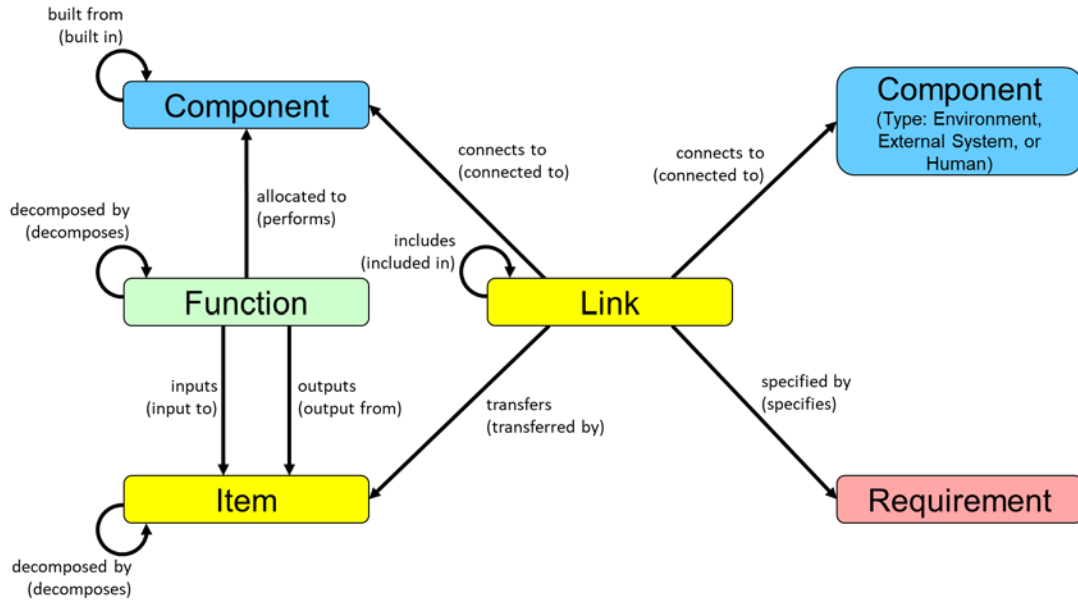 built from
(built in)
Component
Component
(Type: Environment,
External System, or
Human)
connects to
(connected to)
connects to
(connected to)
allocated to
(performs)
decomposed by
(decomposes)
includes
(included in)
Function
Link
inputs
(input to)
outputs
(output from)
transfers
(transferred by)
specified by
(specifies)
Item
Requirement
decomposed by
(decomposes)